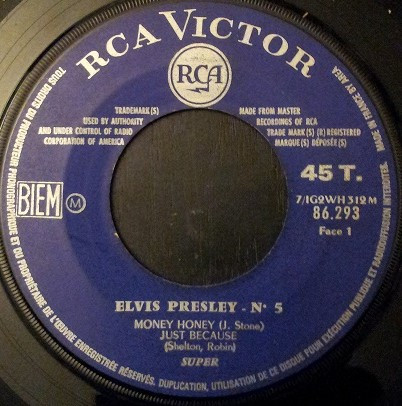 RCA VICTOR
RCA
TRADEMARK(S)
USED BY AUTHORITY
AND UNDER CONTROL OF RADIO
CORPORATION OF AMERICA
MADE FROM MASTER
RECORDINGS OF RCA
TRADE MARK(S) (R) REGISTERED
MARQUE(S) DÉPOSÉE(S)
45 T.
BIEM M
7/1G2WH 312 M
86.293
Face 1
ELVIS PRESLEY - N° 5
MONEY HONEY (J. Stone)
JUST BECAUSE
(Shelton, Robin)
SUPER
TOUS DROITS DU PRODUCTEUR PHONOGRAPHIQUE ET DU PROPRIÉTAIRE DE L'ŒUVRE ENREGISTRÉE RÉSERVÉS. DUPLICATION, UTILISATION DE CE DISQUE POUR EXÉCUTION PUBLIQUE ET RADIODIFFUSION INTERDITES.
MADE IN FRANCE BY AREA